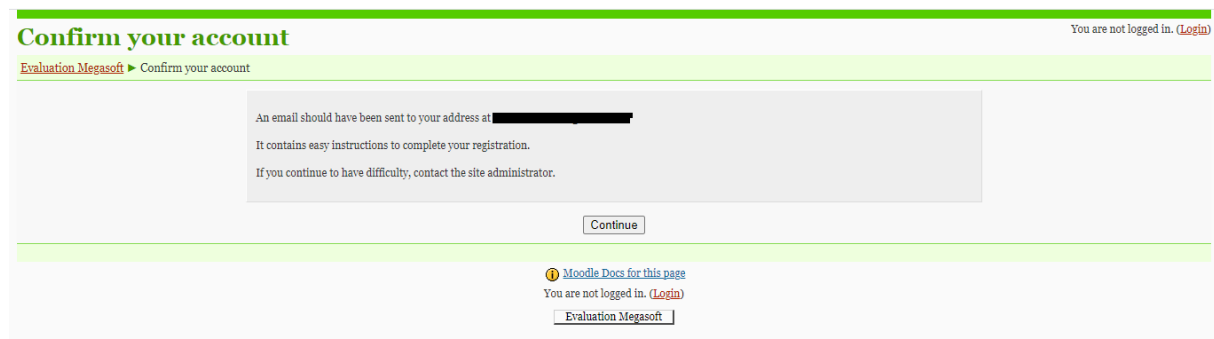 Confirm your account
You are not logged in. (Login)
Evaluation Megasoft ► Confirm your account
An email should have been sent to your address at
It contains easy instructions to complete your registration.
If you continue to have difficulty, contact the site administrator.
Continue
Moodle Docs for this page
You are not logged in. (Login)
Evaluation Megasoft